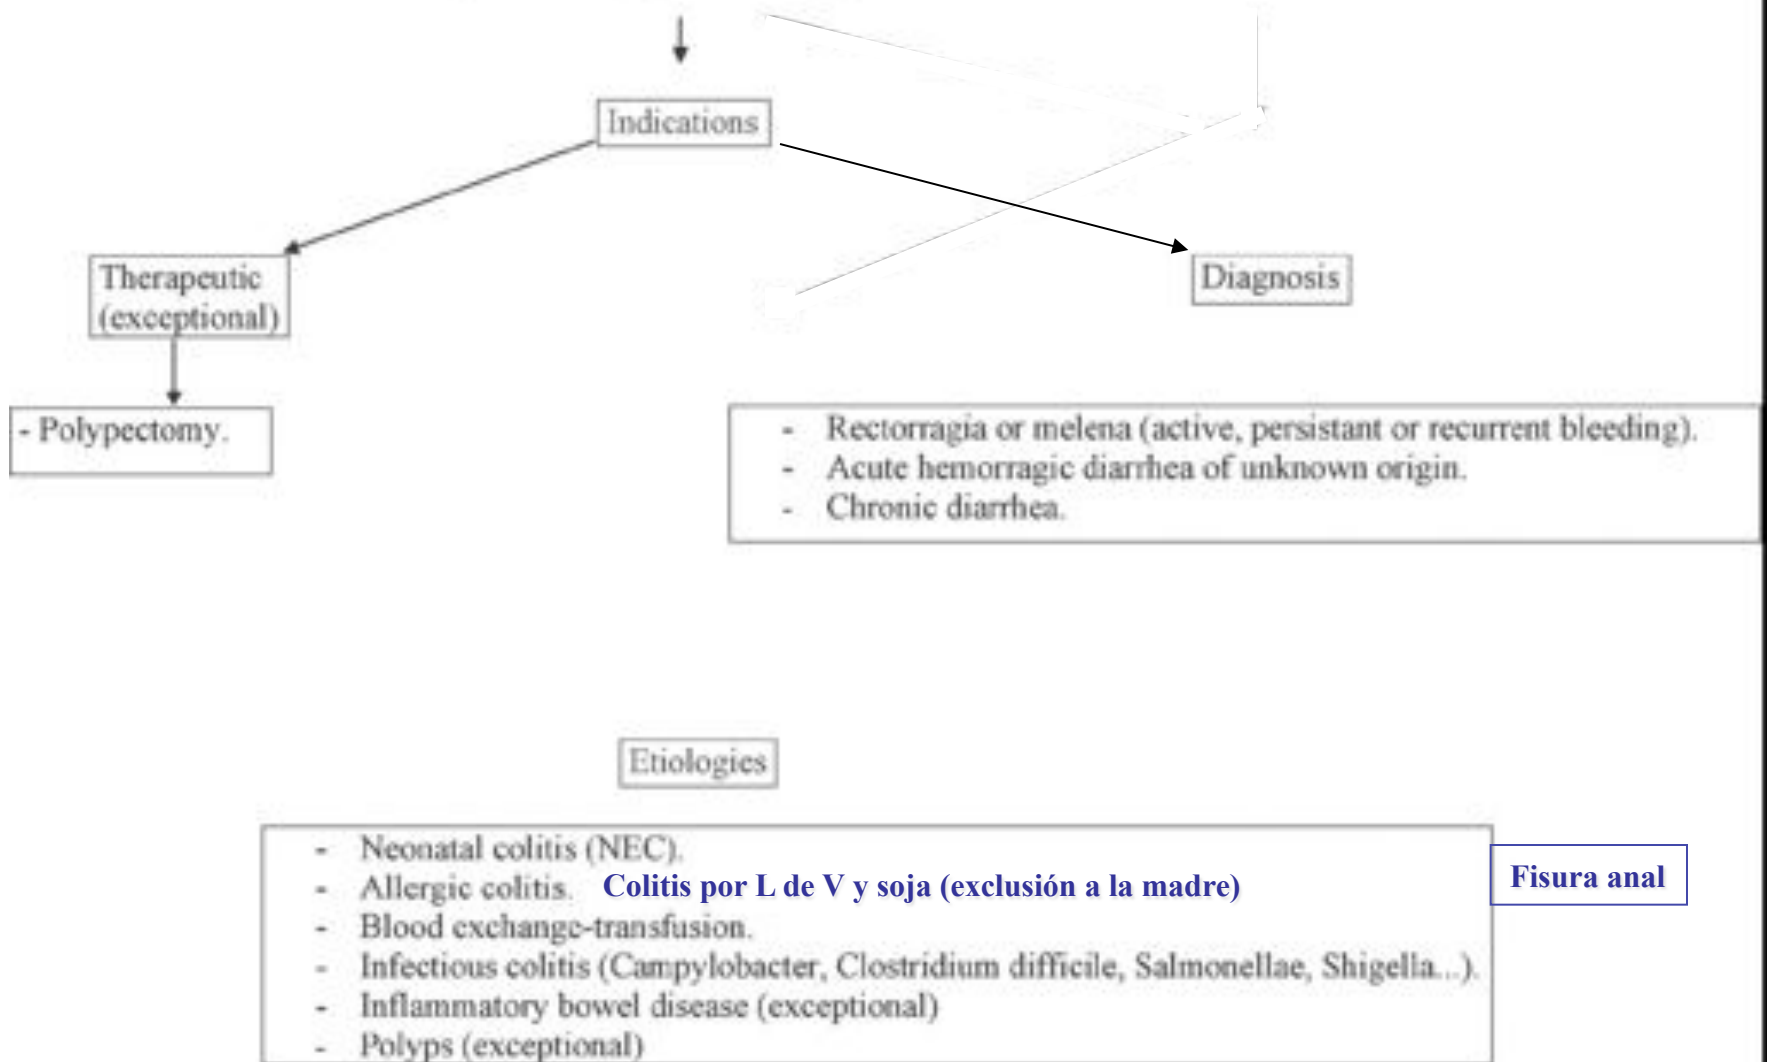 Indications
Therapeutic
(exceptional)
Diagnosis
- Polypectomy.
- Rectorragia or melena (active, persistant or recurrent bleeding).
- Acute hemorragic diarrhea of unknown origin.
- Chronic diarrhea.
Etiologies
- Neonatal colitis (NEC).
- Allergic colitis. Colitis por L de V y soja (exclusión a la madre)
Fisura anal
- Blood exchange-transfusion.
- Infectious colitis (Campylobacter, Clostridium difficile, Salmonellae, Shigella...).
- Inflammatory bowel disease (exceptional)
- Polyps (exceptional)